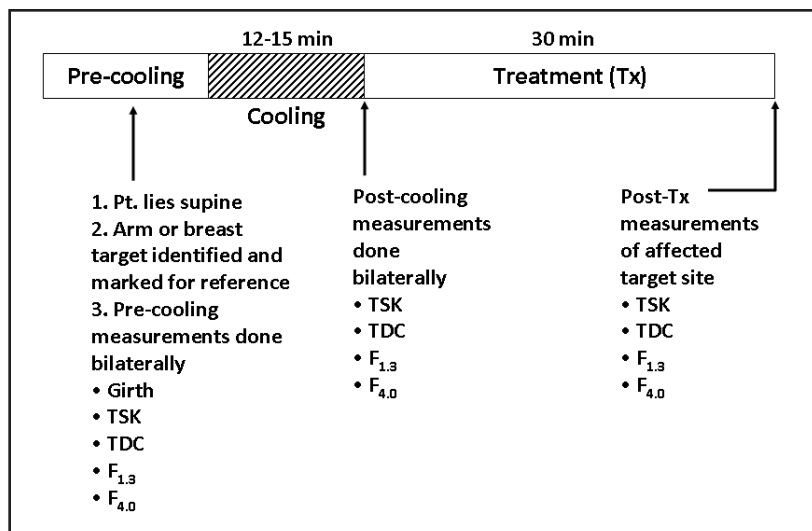 12-15 min
30 min
Pre-cooling
Treatment (Tx)
Cooling
1. Pt. lies supine
2. Arm or breast
target identified and
marked for reference
3. Pre-cooling
measurements done
bilaterally
• Girth
• TSK
• TDC
• F1.3
• F4.0
Post-cooling
measurements
done
bilaterally
• TSK
• TDC
• F1.3
• F4.0
Post-Tx
measurements
of affected
target site
• TSK
• TDC
• F1.3
• F4.0